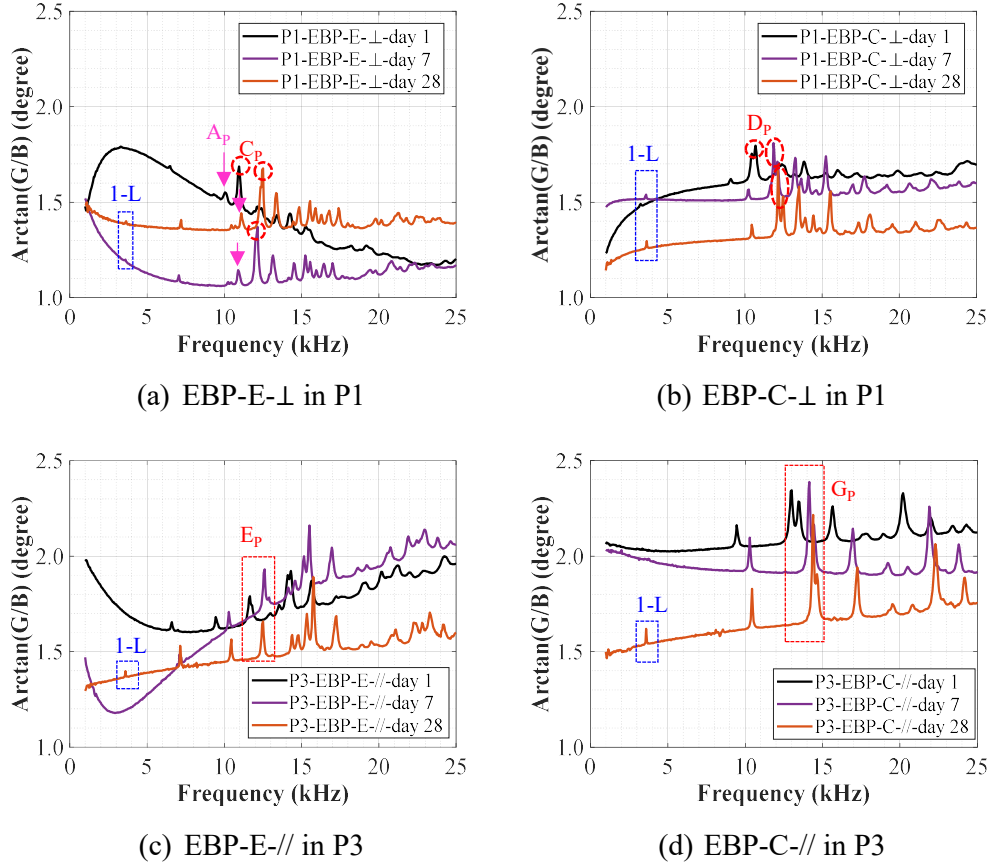 2.5
2.0
1.5
1.0
Arctan(G/B) (degree)
P1-EBP-E-⊥-day 1
P1-EBP-E-⊥-day 7
P1-EBP-E-⊥-day 28
A_P
C_P
1-L
0 5 10 15 20 25
Frequency (kHz)
(a) EBP-E-⊥ in P1
2.5
2.0
1.5
1.0
Arctan(G/B) (degree)
P1-EBP-C-⊥-day 1
P1-EBP-C-⊥-day 7
P1-EBP-C-⊥-day 28
D_P
1-L
0 5 10 15 20 25
Frequency (kHz)
(b) EBP-C-⊥ in P1
2.5
2.0
1.5
1.0
Arctan(G/B) (degree)
E_P
1-L
P3-EBP-E-//-day 1
P3-EBP-E-//-day 7
P3-EBP-E-//-day 28
0 5 10 15 20 25
Frequency (kHz)
(c) EBP-E-// in P3
2.5
2.0
1.5
1.0
Arctan(G/B) (degree)
G_P
1-L
P3-EBP-C-//-day 1
P3-EBP-C-//-day 7
P3-EBP-C-//-day 28
0 5 10 15 20 25
Frequency (kHz)
(d) EBP-C-// in P3